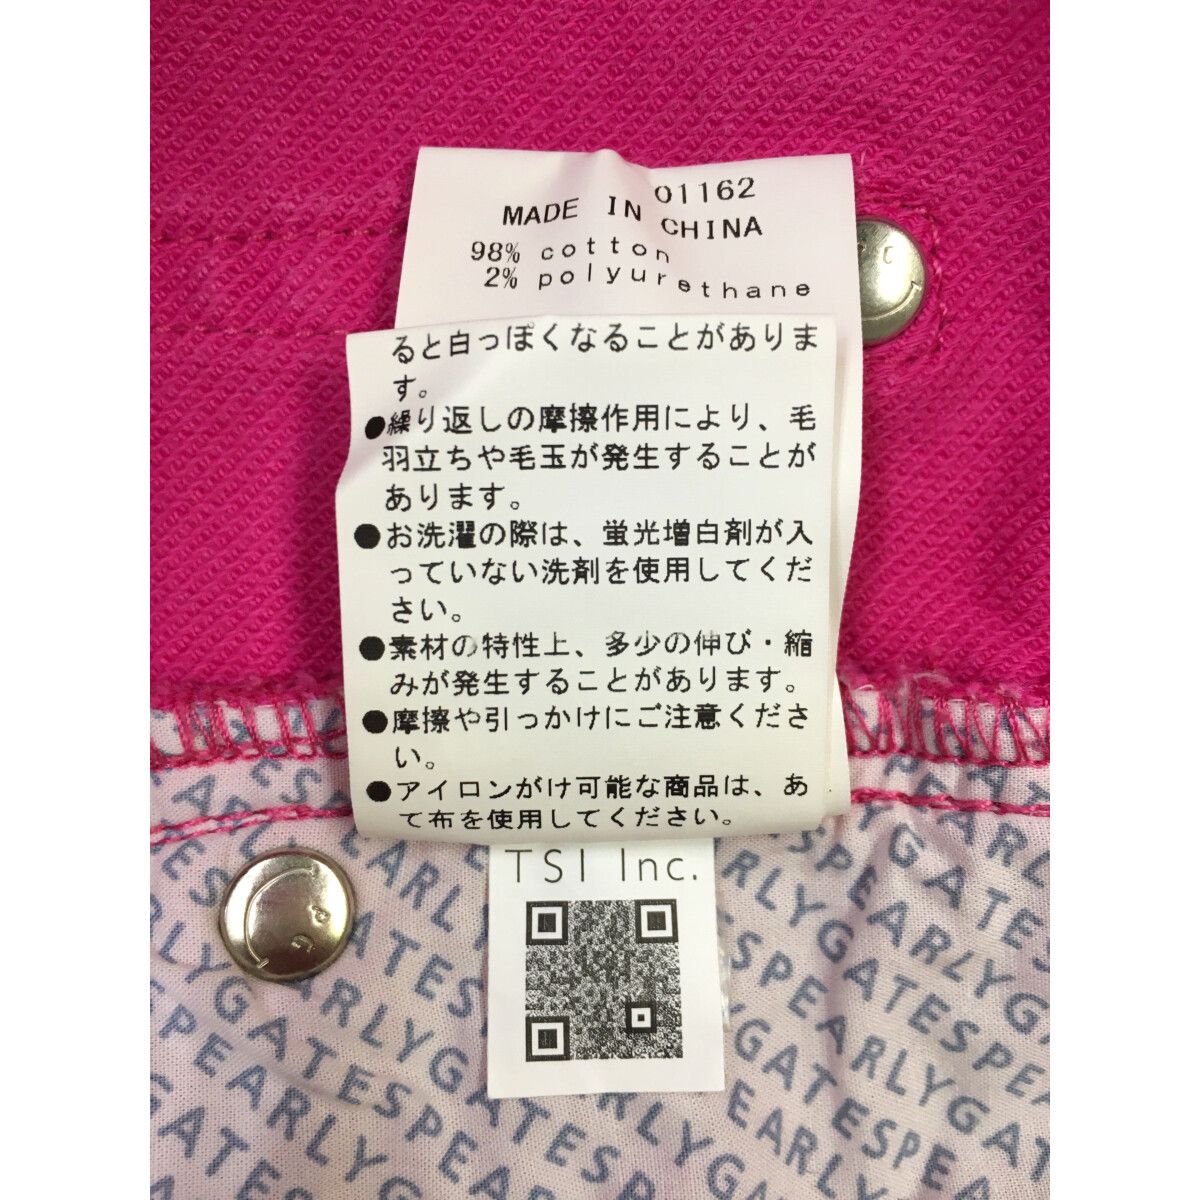 01162
MADE IN CHINA
98% cotton
2% polyurethane
ると白っぽくなることがありま
す。
●繰り返しの摩擦作用により、毛
羽立ちや毛玉が発生することが
あります。
●お洗濯の際は、蛍光増白剤が入
っていない洗剤を使用してくだ
さい。
●素材の特性上、多少の伸び・縮
みが発生することがあります。
●摩擦や引っかけにご注意くださ
い。
●アイロンがけ可能な商品は、あ
て布を使用してください。
TSI Inc.
PEARLYGATES
PEARLYGATES
PEARLYGATES
PEARLYGATES